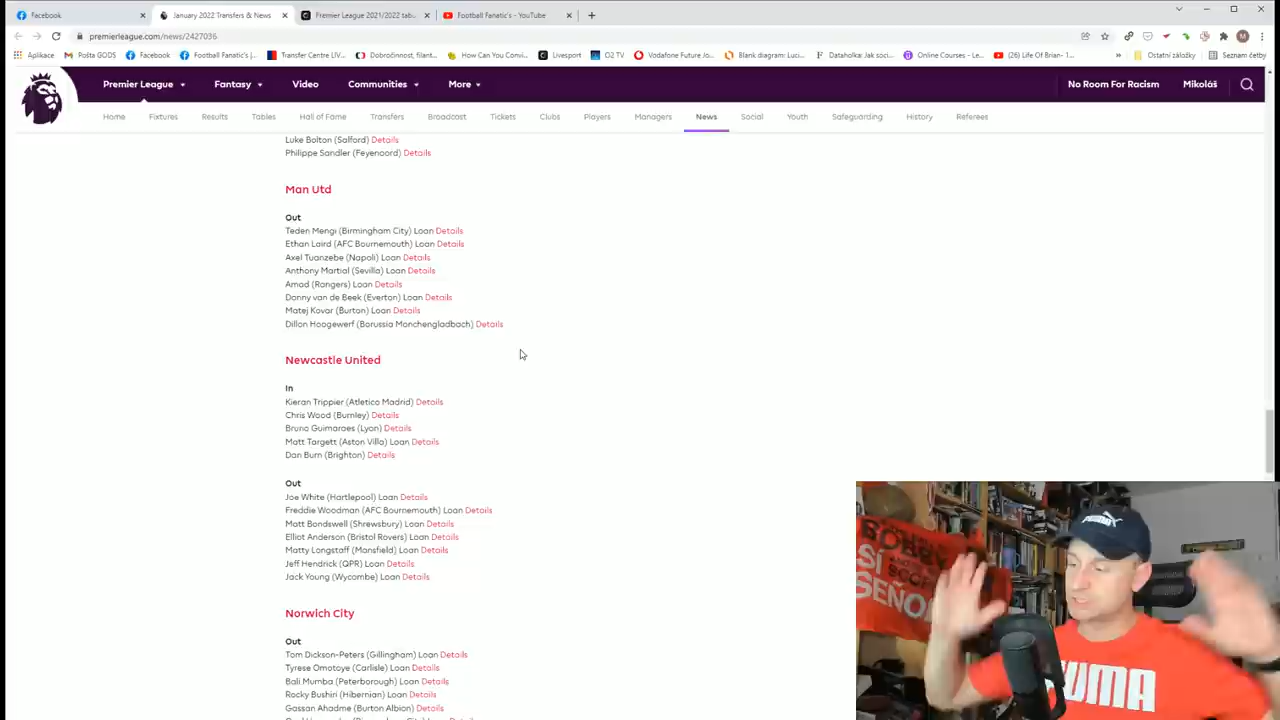 Facebook
January 2022 Transfers & News
Premier League 2021/2022 tabu
Football Fanatic's - YouTube
premierleague.com/news/2427036
Aplikace
Pošta GODS
Facebook
Football Fanatic's j...
Transfer Centre LIV...
Dobročinnost, filant...
How Can You Convi...
Livesport
O2 TV
Vodafone Future Jo...
Blank diagram: Luci...
Dataholka: Jak soci...
Online Courses - Le...
(26) Life Of Brian- 1...
»
Ostatní záložky
Seznam četby
Premier League
Fantasy
Video
Communities
More
No Room For Racism
Mikoláš
Home
Fixtures
Results
Tables
Hall of Fame
Transfers
Broadcast
Tickets
Clubs
Players
Managers
News
Social
Youth
Safeguarding
History
Referees
Luke Bolton (Salford) Details
Philippe Sandler (Feyenoord) Details
Man Utd
Out
Teden Mengi (Birmingham City) Loan Details
Ethan Laird (AFC Bournemouth) Loan Details
Axel Tuanzebe (Napoli) Loan Details
Anthony Martial (Sevilla) Loan Details
Amad (Rangers) Loan Details
Donny van de Beek (Everton) Loan Details
Matej Kovar (Burton) Loan Details
Dillon Hoogewerf (Borussia Monchengladbach) Details
Newcastle United
In
Kieran Trippier (Atletico Madrid) Details
Chris Wood (Burnley) Details
Bruno Guimaraes (Lyon) Details
Matt Targett (Aston Villa) Loan Details
Dan Burn (Brighton) Details
Out
Joe White (Hartlepool) Loan Details
Freddie Woodman (AFC Bournemouth) Loan Details
Matt Bondswell (Shrewsbury) Loan Details
Elliot Anderson (Bristol Rovers) Loan Details
Matty Longstaff (Mansfield) Loan Details
Jeff Hendrick (QPR) Loan Details
Jack Young (Wycombe) Loan Details
Norwich City
Out
Tom Dickson-Peters (Gillingham) Loan Details
Tyrese Omotoye (Carlisle) Loan Details
Bali Mumba (Peterborough) Loan Details
Rocky Bushiri (Hibernian) Loan Details
Gassan Ahadme (Burton Albion) Details
SÍ
SEÑO
PUMA